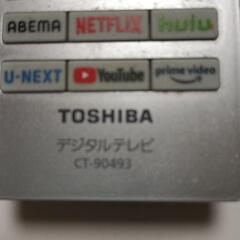 ABEMA NETFLIX hulu
U-NEXT YouTube prime video
TOSHIBA
デジタルテレビ
CT-90493